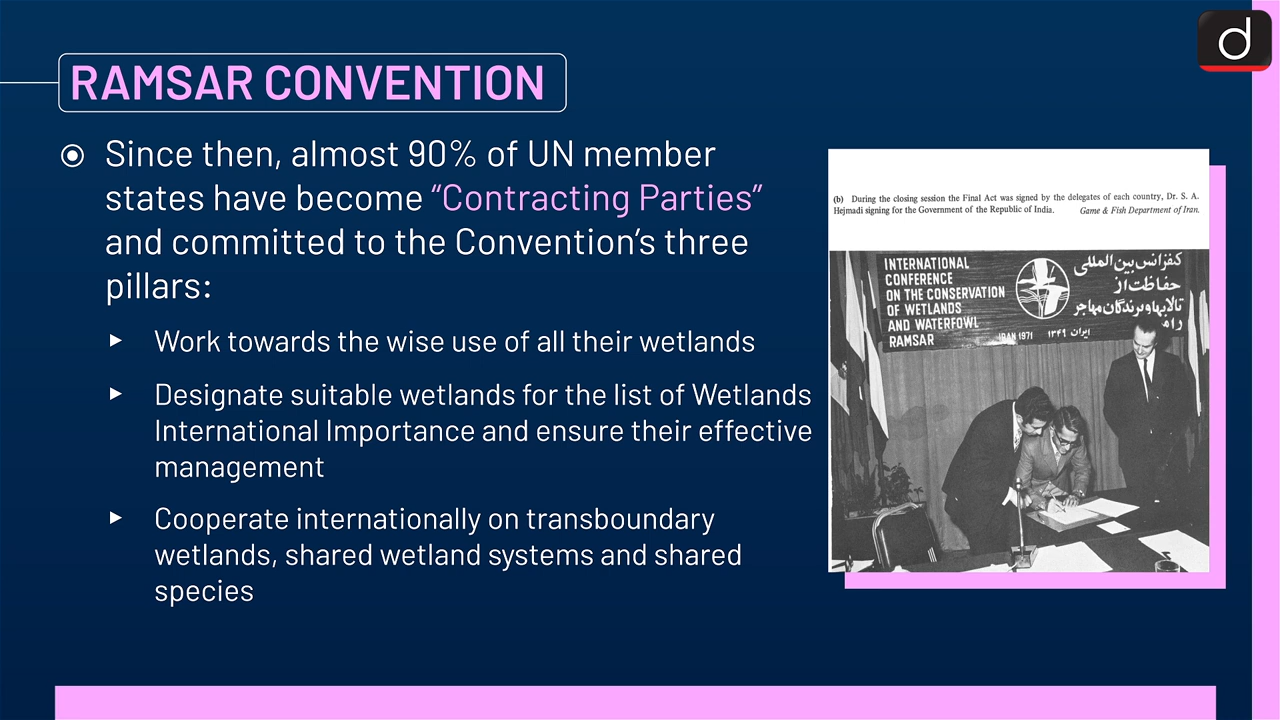 d
RAMSAR CONVENTION
Since then, almost 90% of UN member
states have become “Contracting Parties”
and committed to the Convention’s three
pillars:
Work towards the wise use of all their wetlands
Designate suitable wetlands for the list of Wetlands
International Importance and ensure their effective
management
Cooperate internationally on transboundary
wetlands, shared wetland systems and shared
species
(b) During the closing session the Final Act was signed by the delegates of each country, Dr. S. A.
Hejmadi signing for the Government of the Republic of India. Game & Fish Department of Iran.
INTERNATIONAL
CONFERENCE
ON THE CONSERVATION
OF WETLANDS
AND WATERFOWL
RAMSAR IRAN 1971
کنفرانس بین المللی
حفاظت از
تالابها و پرندگان مهاجر
ایران ۱۳۴۹